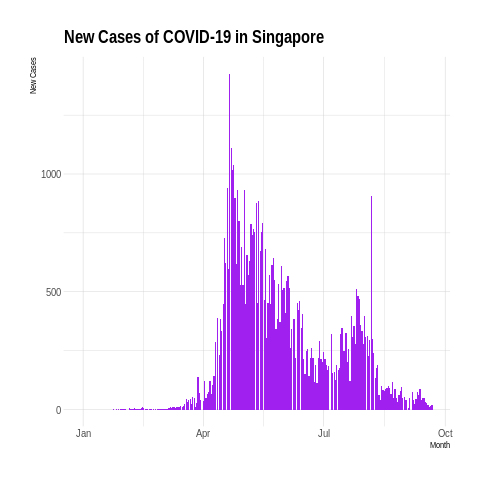 New Cases of COVID-19 in Singapore
New Cases
1000
500
0
Jan
Apr
Jul
Oct
Month